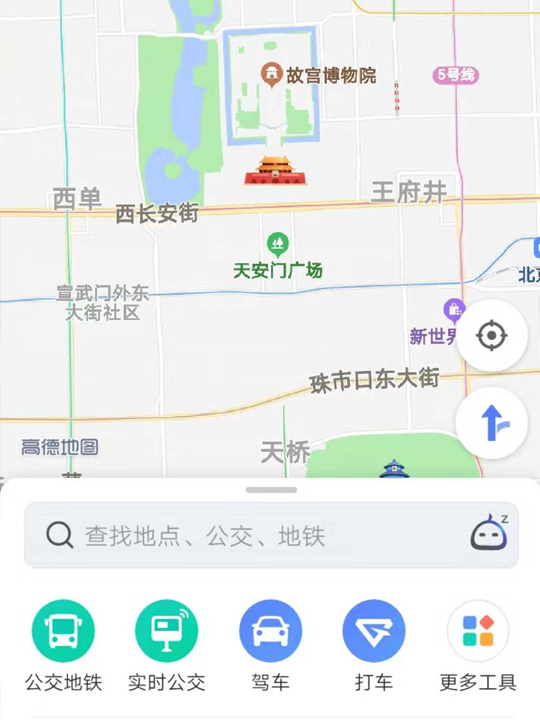 故宫博物院
5号线
西单
王府井
西长安街
天安门广场
北京
宣武门外东
大街社区
新世界
珠市口东大街
高德地图
天桥
查找地点、公交、地铁
z
公交地铁
实时公交
驾车
打车
更多工具